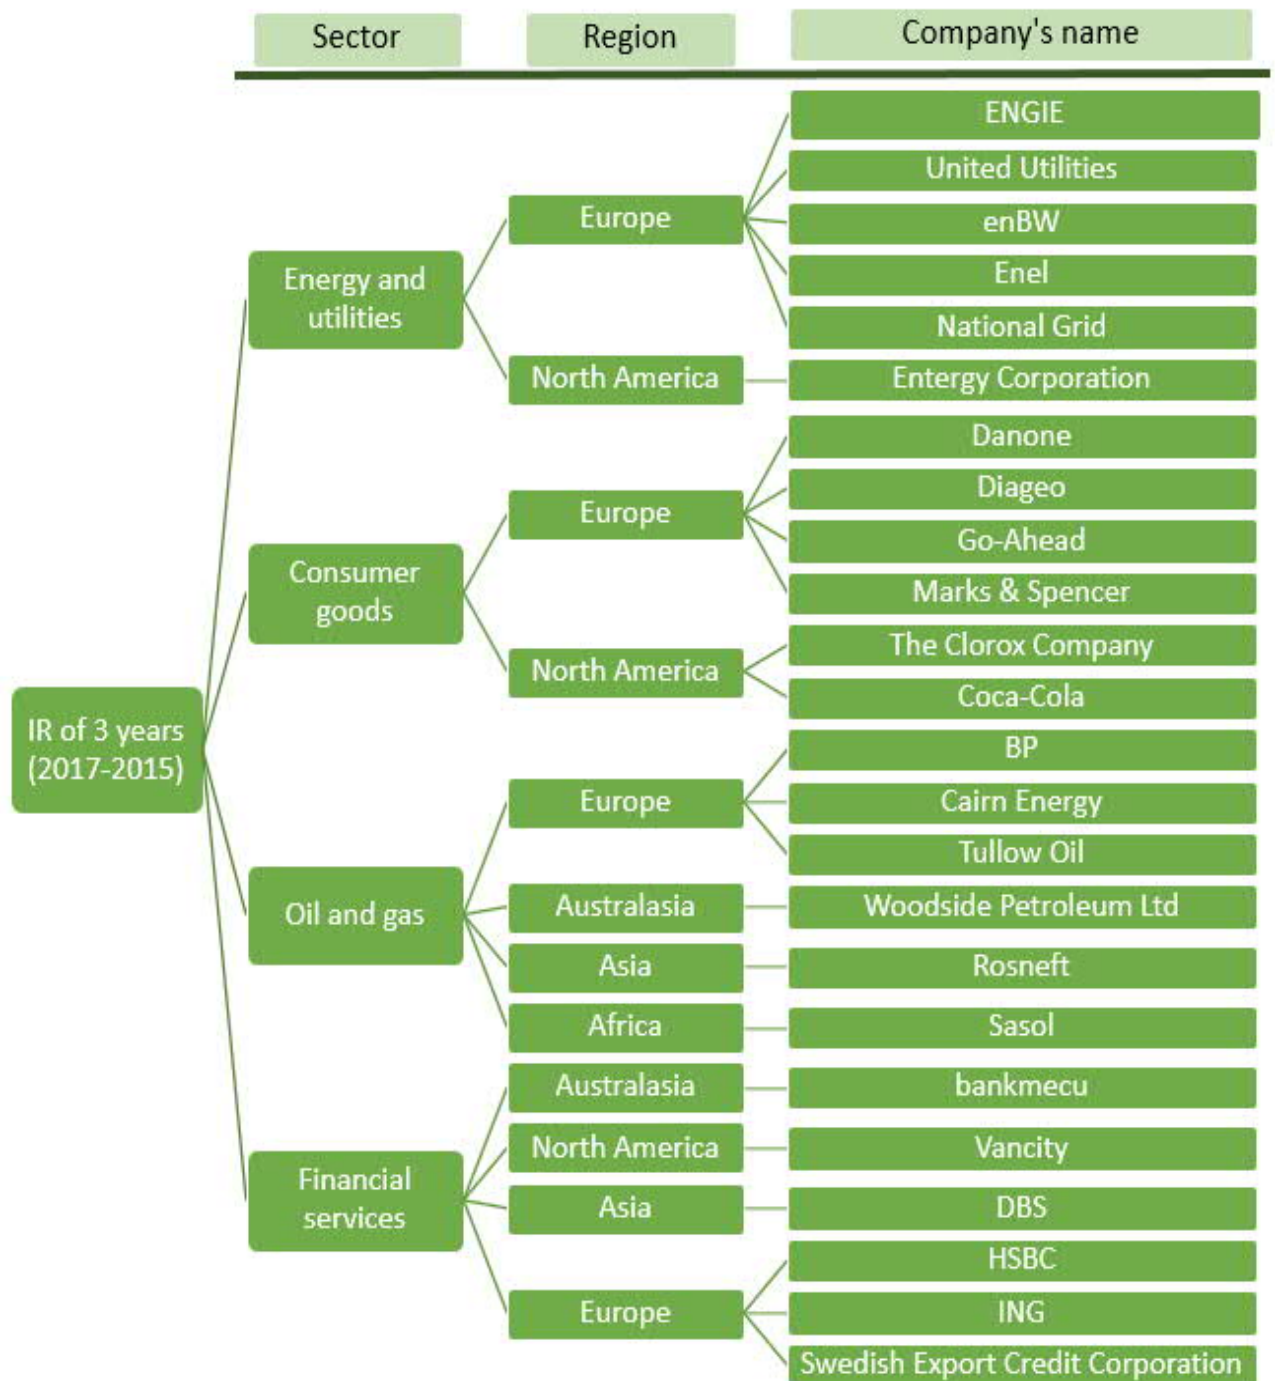 Sector
Region
Company's name
IR of 3 years
(2017-2015)
Energy and
utilities
Europe
ENGIE
United Utilities
enBW
Enel
National Grid
North America
Entergy Corporation
Consumer
goods
Europe
Danone
Diageo
Go-Ahead
Marks & Spencer
North America
The Clorox Company
Coca-Cola
Oil and gas
Europe
BP
Cairn Energy
Tullow Oil
Australasia
Woodside Petroleum Ltd
Asia
Rosneft
Africa
Sasol
Financial
services
Australasia
bankmecu
North America
Vancity
Asia
DBS
Europe
HSBC
ING
Swedish Export Credit Corporation